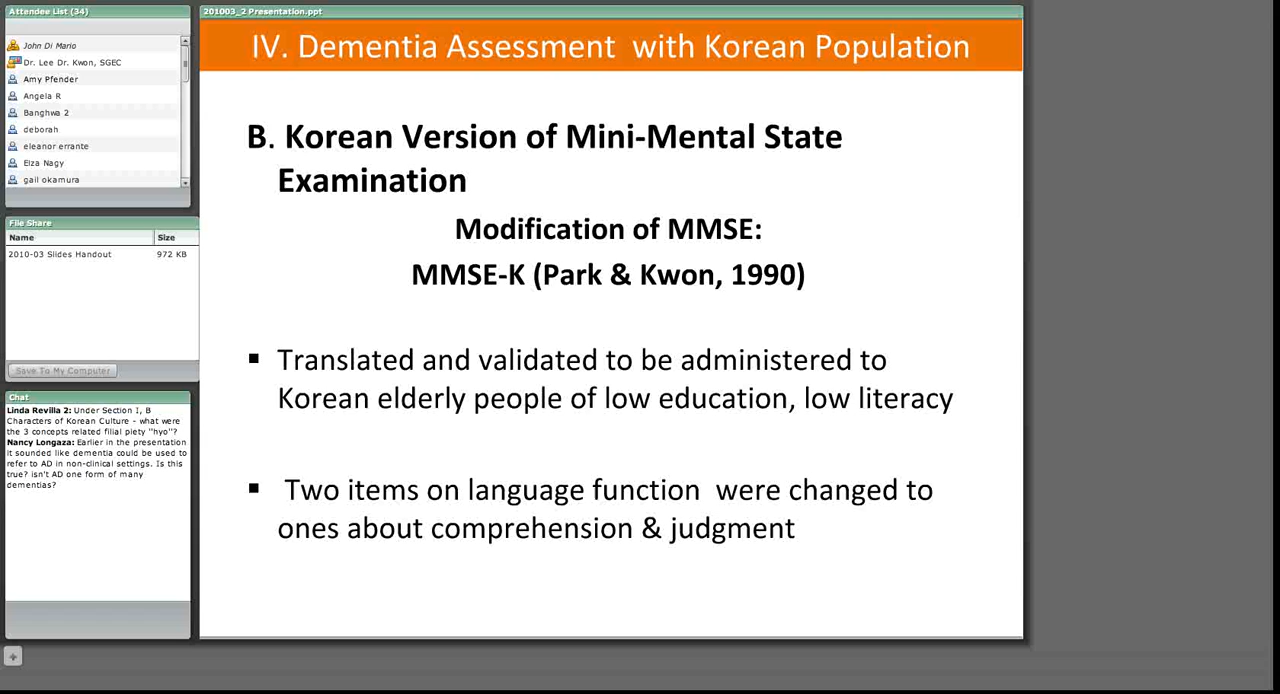 Attendee List (34)
John Di Mario
Dr. Lee Dr. Kwon, SGEC
Amy Pfender
Angela R
Banghwa 2
deborah
eleanor errante
Elza Nagy
gail okamura
File Share
Name Size
2010-03 Slides Handout 972 KB
Save To My Computer
Chat
Linda Revilla 2: Under Section I, B
Characters of Korean Culture - what were
the 3 concepts related filial piety "hyo"?
Nancy Longaza: Earlier in the presentation
it sounded like dementia could be used to
refer to AD in non-clinical settings. Is this
true? isn't AD one form of many
dementias?
201003_2 Presentation.ppt
IV. Dementia Assessment with Korean Population
B. Korean Version of Mini-Mental State
Examination
Modification of MMSE:
MMSE-K (Park & Kwon, 1990)
▪ Translated and validated to be administered to
Korean elderly people of low education, low literacy
▪ Two items on language function were changed to
ones about comprehension & judgment